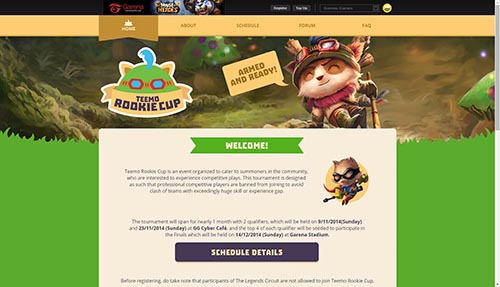 Garena
HOUSE OF HEROES
Register
Top Up
Garena Games
HOME
ABOUT
SCHEDULE
FORUM
FAQ
ARMED
AND READY!
TEEMO
ROOKIE CUP
WELCOME!
Teemo Rookie Cup is an event organized to cater to summoners in the community,
who are interested to experience competitive plays. This tournament is designed
as such that professional competitive players are banned from joining to avoid
clash of teams with exceedingly huge skill or experience gap.
The tournament will span for nearly 1 month with 2 qualifiers, which will be held on 9/11/2014(Sunday)
and 23/11/2014 (Sunday) at GG Cyber Café, and the top 4 of each qualifier will be seeded to participate in
the Finals which will be held on 14/12/2014 (Sunday) at Garena Stadium.
SCHEDULE DETAILS
Before registering, do take note that participants of The Legends Circuit are not allowed to join Teemo Rookie Cup.